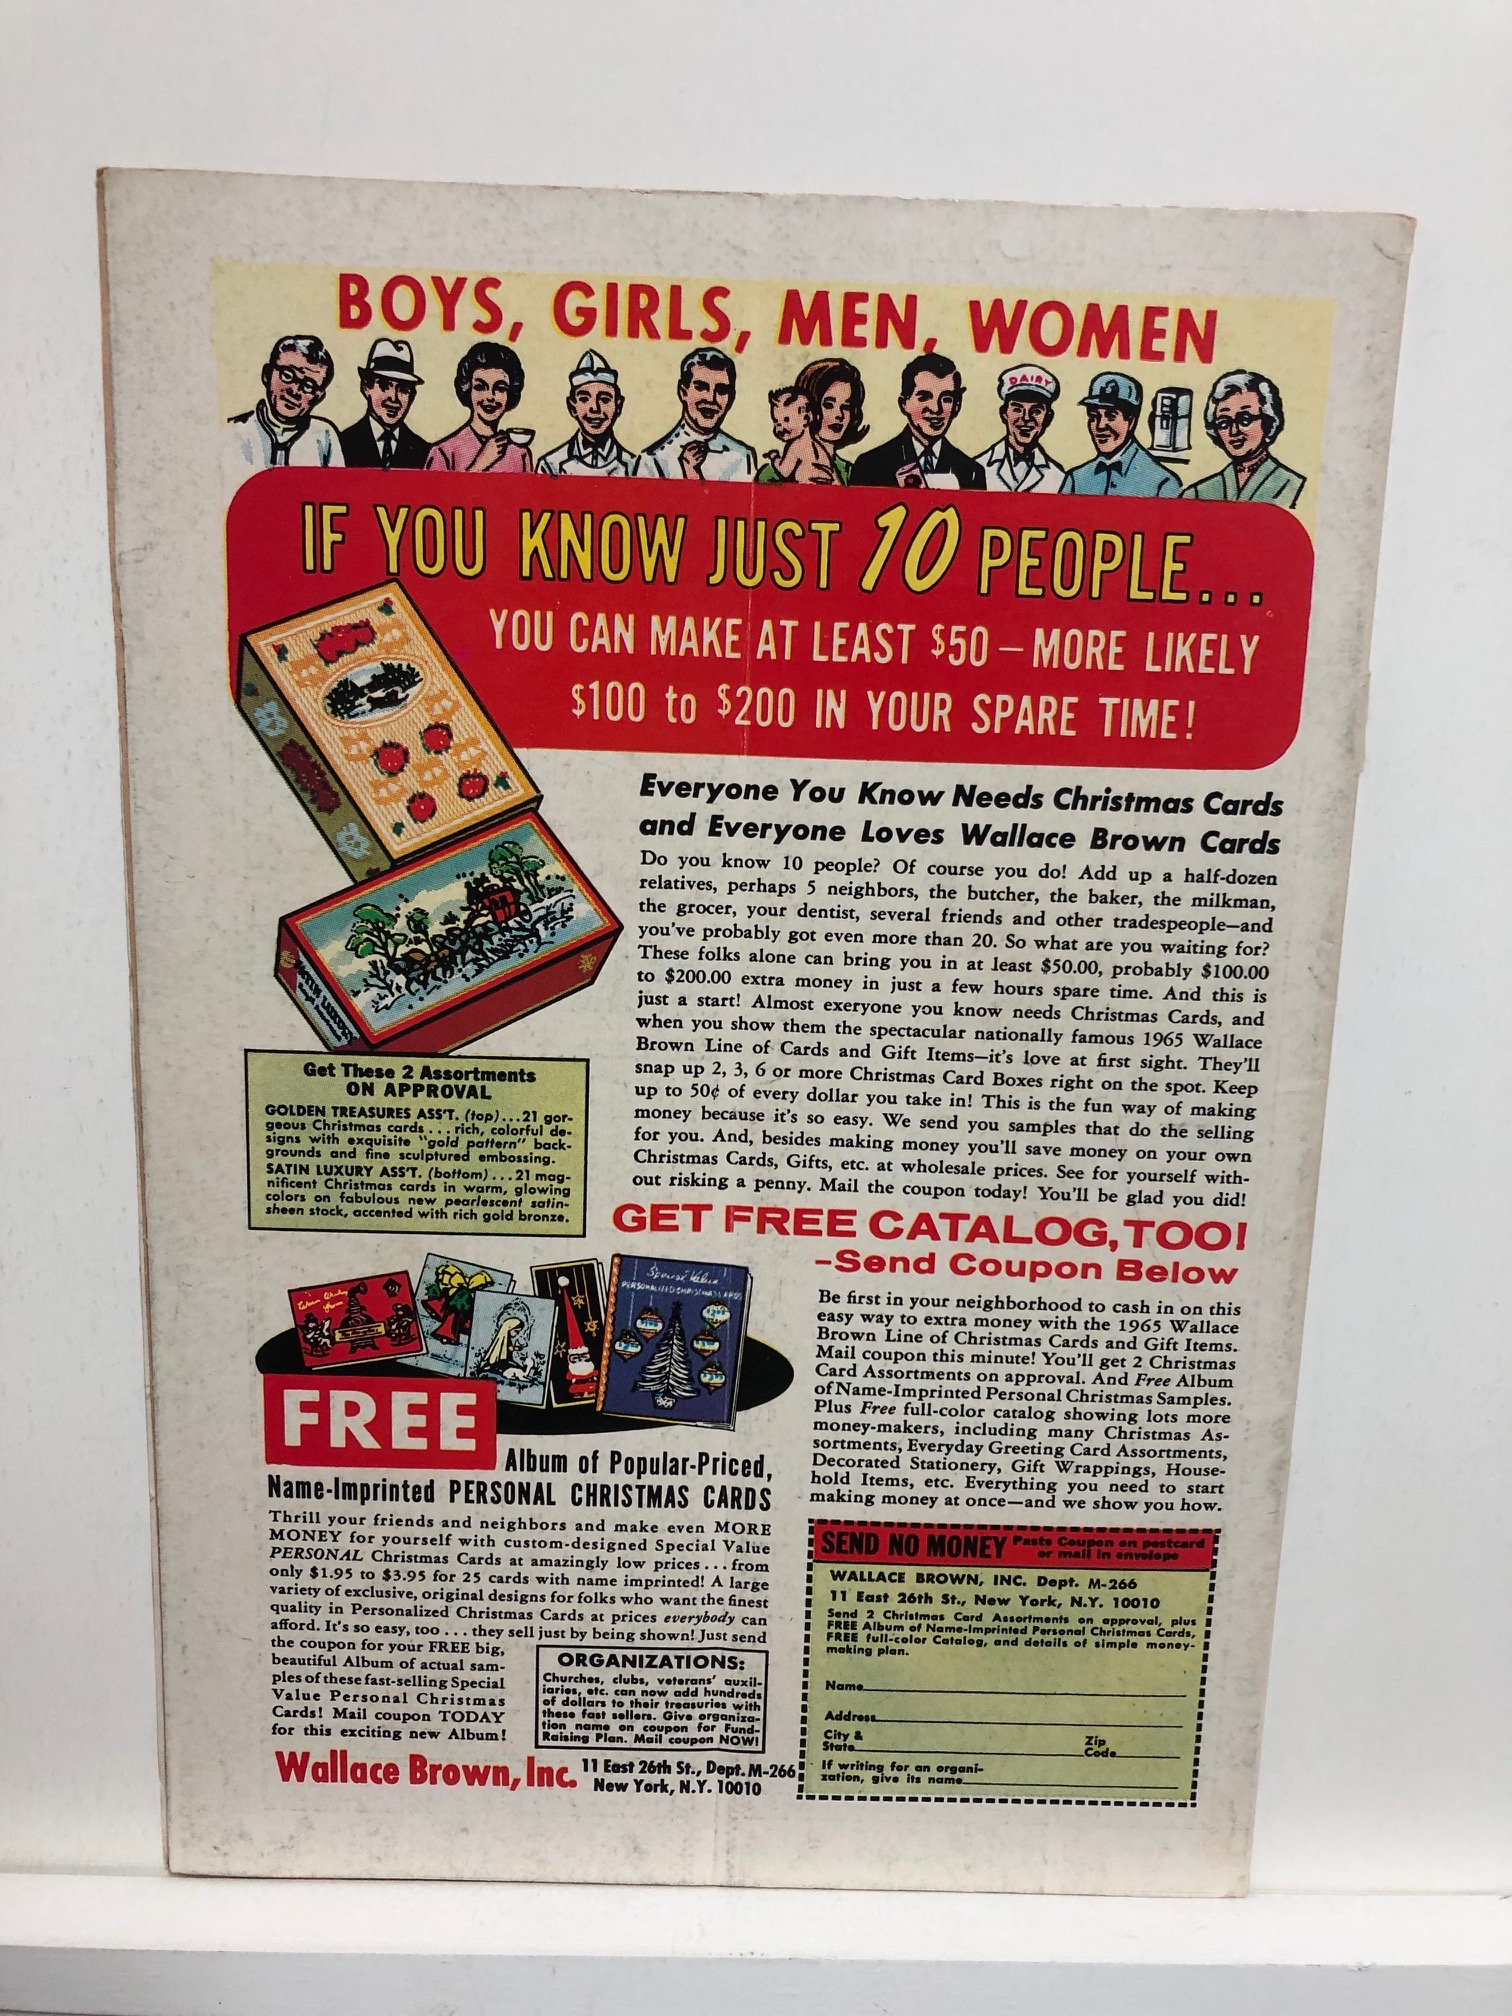 BOYS, GIRLS, MEN, WOMEN
DAIRY
IF YOU KNOW JUST 10 PEOPLE...
YOU CAN MAKE AT LEAST $50 – MORE LIKELY
$100 to $200 IN YOUR SPARE TIME!
Everyone You Know Needs Christmas Cards
and Everyone Loves Wallace Brown Cards
Do you know 10 people? Of course you do! Add up a half-dozen
relatives, perhaps 5 neighbors, the butcher, the baker, the milkman,
the grocer, your dentist, several friends and other tradespeople—and
you've probably got even more than 20. So what are you waiting for?
These folks alone can bring you in at least $50.00, probably $100.00
to $200.00 extra money in just a few hours spare time. And this is
just a start! Almost exeryone you know needs Christmas Cards, and
when you show them the spectacular nationally famous 1965 Wallace
Brown Line of Cards and Gift Items—it's love at first sight. They'll
snap up 2, 3, 6 or more Christmas Card Boxes right on the spot. Keep
up to 50¢ of every dollar you take in! This is the fun way of making
money because it's so easy. We send you samples that do the selling
for you. And, besides making money you'll save money on your own
Christmas Cards, Gifts, etc. at wholesale prices. See for yourself with-
out risking a penny. Mail the coupon today! You'll be glad you did!
SATIN LUXURY
Get These 2 Assortments
ON APPROVAL
GOLDEN TREASURES ASS'T. (top)...21 gor-
geous Christmas cards...rich, colorful de-
signs with exquisite "gold pattern" back-
grounds and fine sculptured embossing.
SATIN LUXURY ASS'T. (bottom)...21 mag-
nificent Christmas cards in warm, glowing
colors on fabulous new pearlescent satin-
sheen stock, accented with rich gold bronze.
GET FREE CATALOG, TOO!
–Send Coupon Below
Be first in your neighborhood to cash in on this
easy way to extra money with the 1965 Wallace
Brown Line of Christmas Cards and Gift Items.
Mail coupon this minute! You'll get 2 Christmas
Card Assortments on approval. And Free Album
of Name-Imprinted Personal Christmas Samples.
Plus Free full-color catalog showing lots more
money-makers, including many Christmas As-
sortments, Everyday Greeting Card Assortments,
Decorated Stationery, Gift Wrappings, House-
hold Items, etc. Everything you need to start
making money at once—and we show you how.
Special Value
PERSONALIZED CHRISTMAS CARDS
FREE
Album of Popular-Priced,
Name-Imprinted PERSONAL CHRISTMAS CARDS
Thrill your friends and neighbors and make even MORE
MONEY for yourself with custom-designed Special Value
PERSONAL Christmas Cards at amazingly low prices...from
only $1.95 to $3.95 for 25 cards with name imprinted! A large
variety of exclusive, original designs for folks who want the finest
quality in Personalized Christmas Cards at prices everybody can
afford. It's so easy, too...they sell just by being shown! Just send
the coupon for your FREE big,
beautiful Album of actual sam-
ples of these fast-selling Special
Value Personal Christmas
Cards! Mail coupon TODAY
for this exciting new Album!
ORGANIZATIONS:
Churches, clubs, veterans' auxil-
iaries, etc. can now add hundreds
of dollars to their treasuries with
these fast sellers. Give organiza-
tion name on coupon for Fund-
Raising Plan. Mail coupon NOW!
Wallace Brown, Inc. 11 East 26th St., Dept. M-266
New York, N.Y. 10010
SEND NO MONEY Paste Coupon on postcard
or mail in envelope
WALLACE BROWN, INC. Dept. M-266
11 East 26th St., New York, N.Y. 10010
Send 2 Christmas Card Assortments on approval, plus
FREE Album of Name-Imprinted Personal Christmas Cards,
FREE full-color Catalog, and details of simple money-
making plan.
Name
Address
City &
State
Zip
Code
If writing for an organi-
zation, give its name